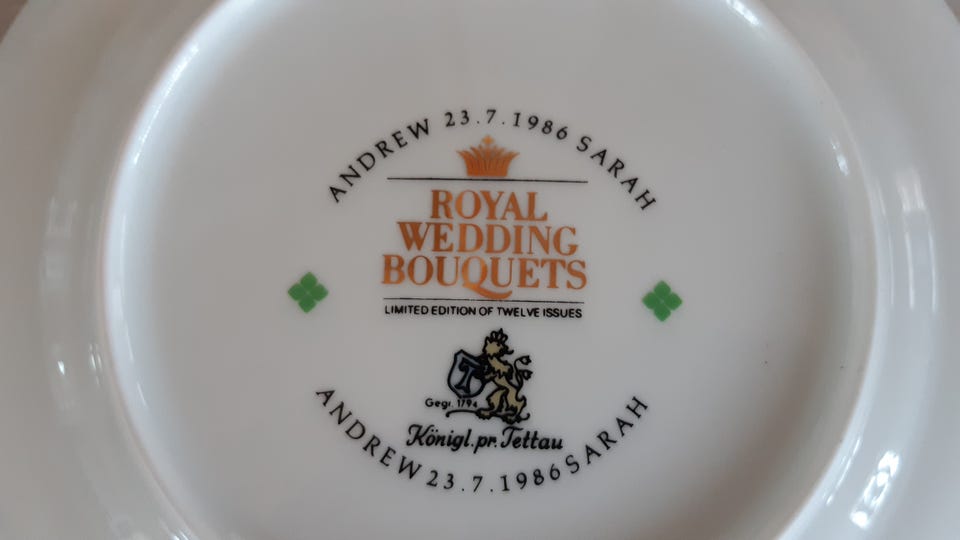 ANDREW 23.7.1986 SARAH
ROYAL
WEDDING
BOUQUETS
LIMITED EDITION OF TWELVE ISSUES
T
Gegr. 1794
Königl. pr. Tettau
ANDREW 23.7.1986 SARAH